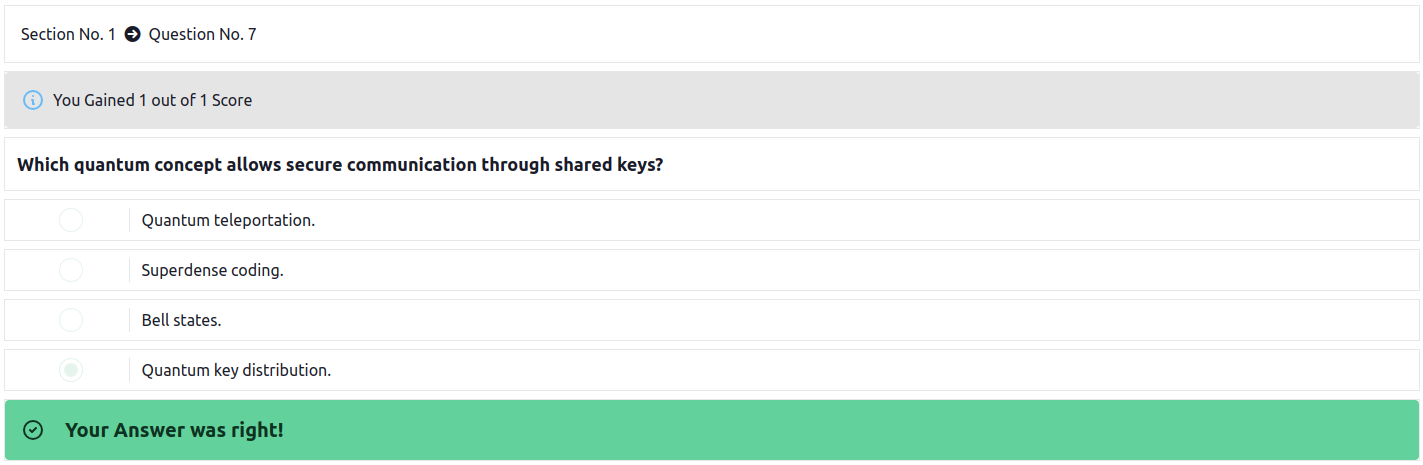 Section No. 1 Question No. 7
You Gained 1 out of 1 Score
Which quantum concept allows secure communication through shared keys?
Quantum teleportation.
Superdense coding.
Bell states.
Quantum key distribution.
Your Answer was right!